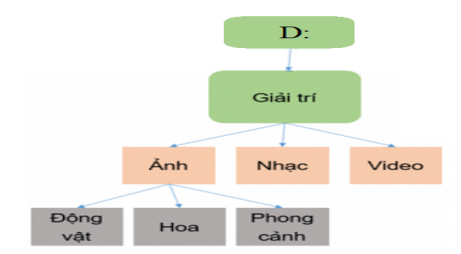 D:
Giải trí
Ảnh
Nhạc
Video
Động
vật
Hoa
Phong
cảnh